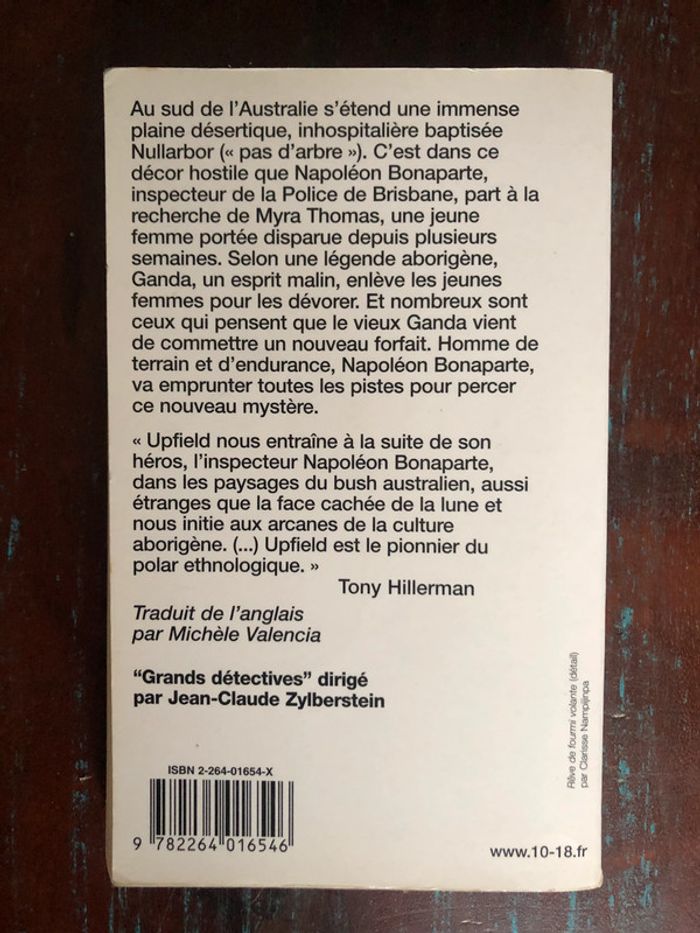 Au sud de l'Australie s'étend une immense
plaine désertique, inhospitalière baptisée
Nullarbor (« pas d'arbre »). C'est dans ce
décor hostile que Napoléon Bonaparte,
inspecteur de la Police de Brisbane, part à la
recherche de Myra Thomas, une jeune
femme portée disparue depuis plusieurs
semaines. Selon une légende aborigène,
Ganda, un esprit malin, enlève les jeunes
femmes pour les dévorer. Et nombreux sont
ceux qui pensent que le vieux Ganda vient
de commettre un nouveau forfait. Homme de
terrain et d'endurance, Napoléon Bonaparte,
va emprunter toutes les pistes pour percer
ce nouveau mystère.
« Upfield nous entraîne à la suite de son
héros, l'inspecteur Napoléon Bonaparte,
dans les paysages du bush australien, aussi
étranges que la face cachée de la lune et
nous initie aux arcanes de la culture
aborigène. (...) Upfield est le pionnier du
polar ethnologique. »
Tony Hillerman
Traduit de l'anglais
par Michèle Valencia
"Grands détectives" dirigé
par Jean-Claude Zylberstein
Rêve de fourmi volante (détail)
par Clarisse Nampijinpa
ISBN 2-264-01654-X
9 782264 016546
www.10-18.fr